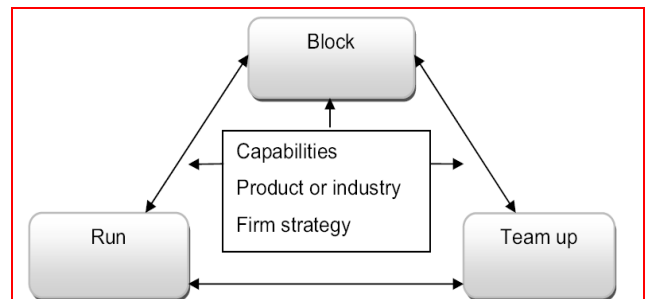 Block
Capabilities
Product or industry
Firm strategy
Run
Team up